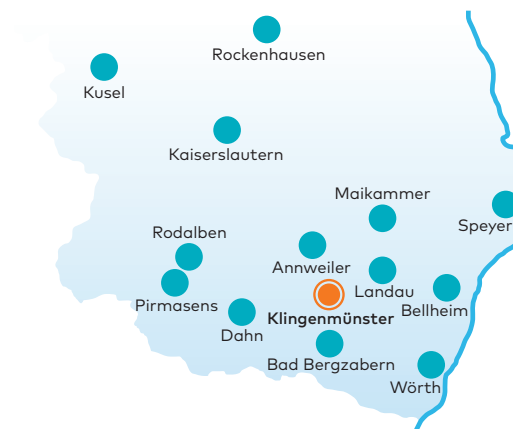 Rockenhausen
Kusel
Kaiserslautern
Maikammer
Speyer
Rodalben
Annweiler
Landau
Pirmasens
Bellheim
Klingenmünster
Dahn
Bad Bergzabern
Wörth